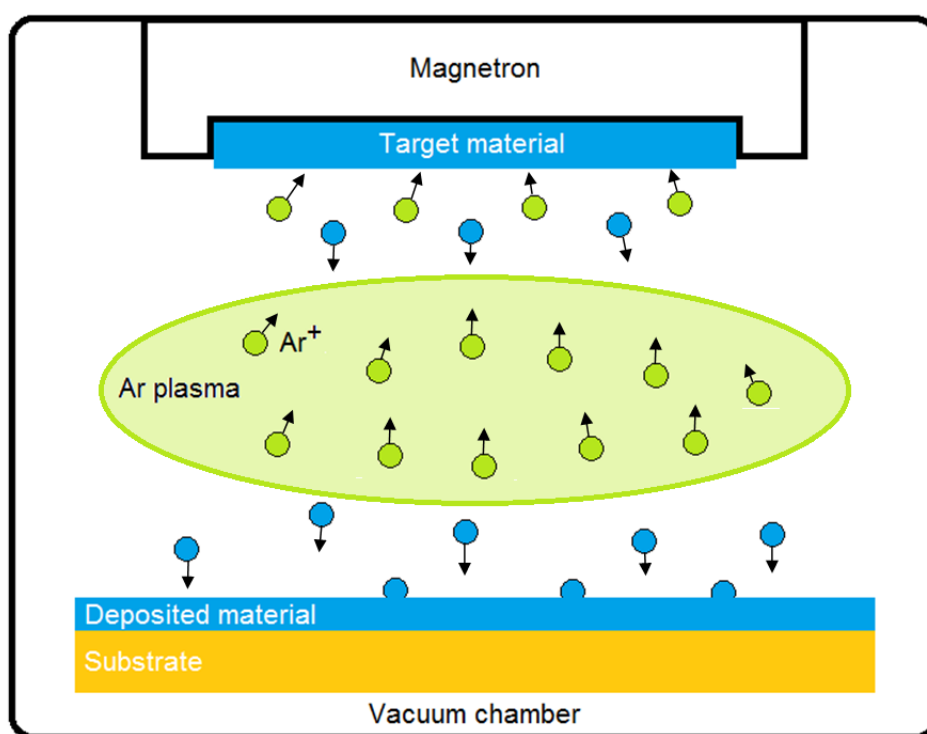 Magnetron
Target material
Ar+
Ar plasma
Deposited material
Substrate
Vacuum chamber